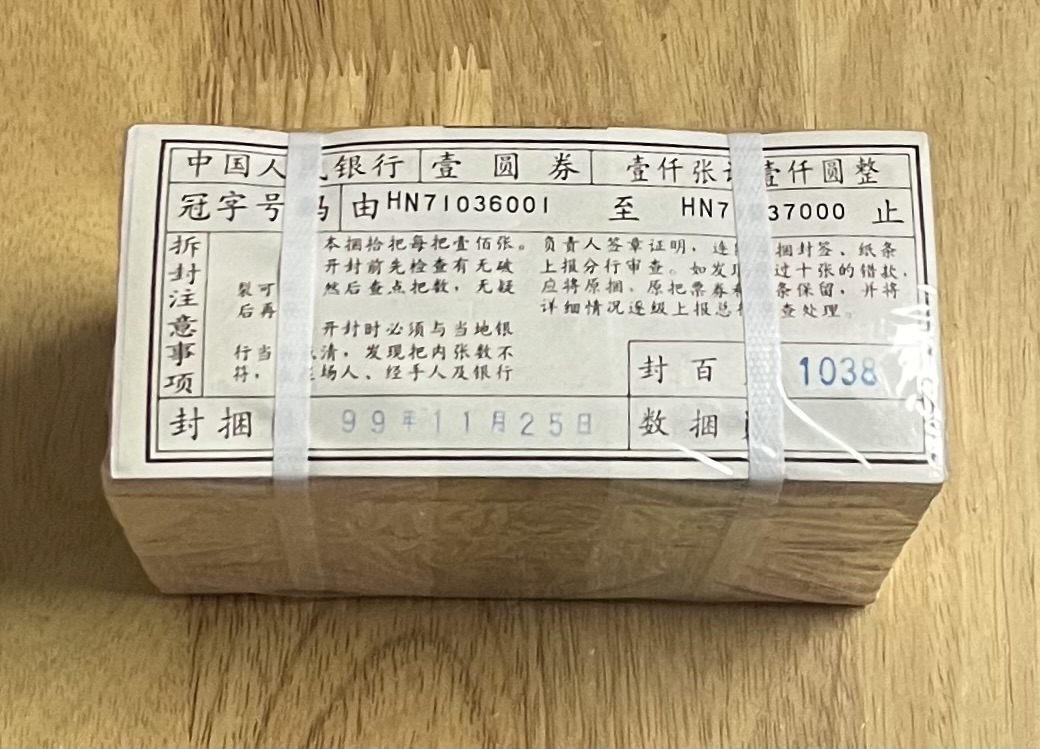 中国人 银行 壹圆券 壹仟张 壹仟圆整
冠字号码 由HN71036001 至 HN7 37000 止
拆封注意事项
本捆拾把每把壹佰张。
开封前先检查有无破
裂可 然后查点把数，无疑
后再
开封时必须与当地银
行当 清，发现把内张数不
符， 场人、经手人及银行
负责人签章证明，连 捆封签、纸条
上报分行审查。如发现 过十张的错款，
应将原捆、原把票券 条保留，并将
详细情况逐级上报总 查处理。
封百 1038
封捆 99年11月25日
数捆